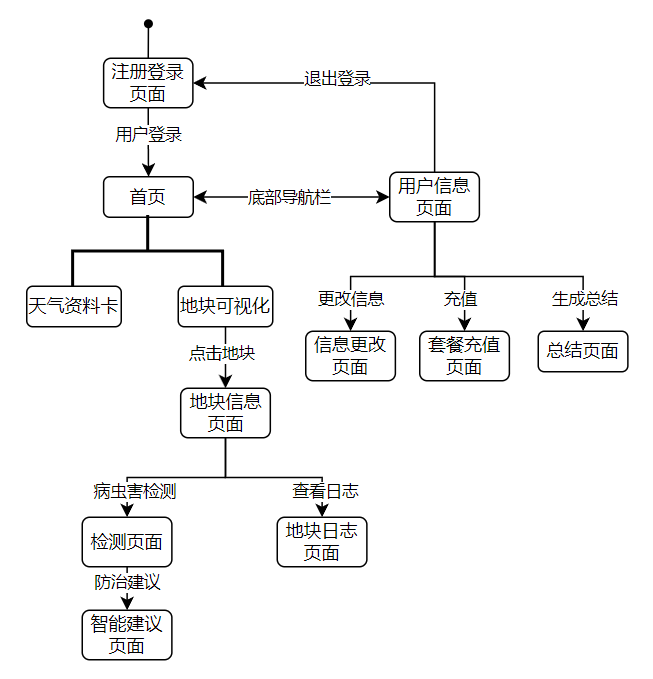 注册登录
页面
退出登录
用户登录
首页
底部导航栏
用户信息
页面
天气资料卡
地块可视化
更改信息
充值
生成总结
信息更改
页面
套餐充值
页面
总结页面
点击地块
地块信息
页面
病虫害检测
查看日志
检测页面
地块日志
页面
防治建议
智能建议
页面